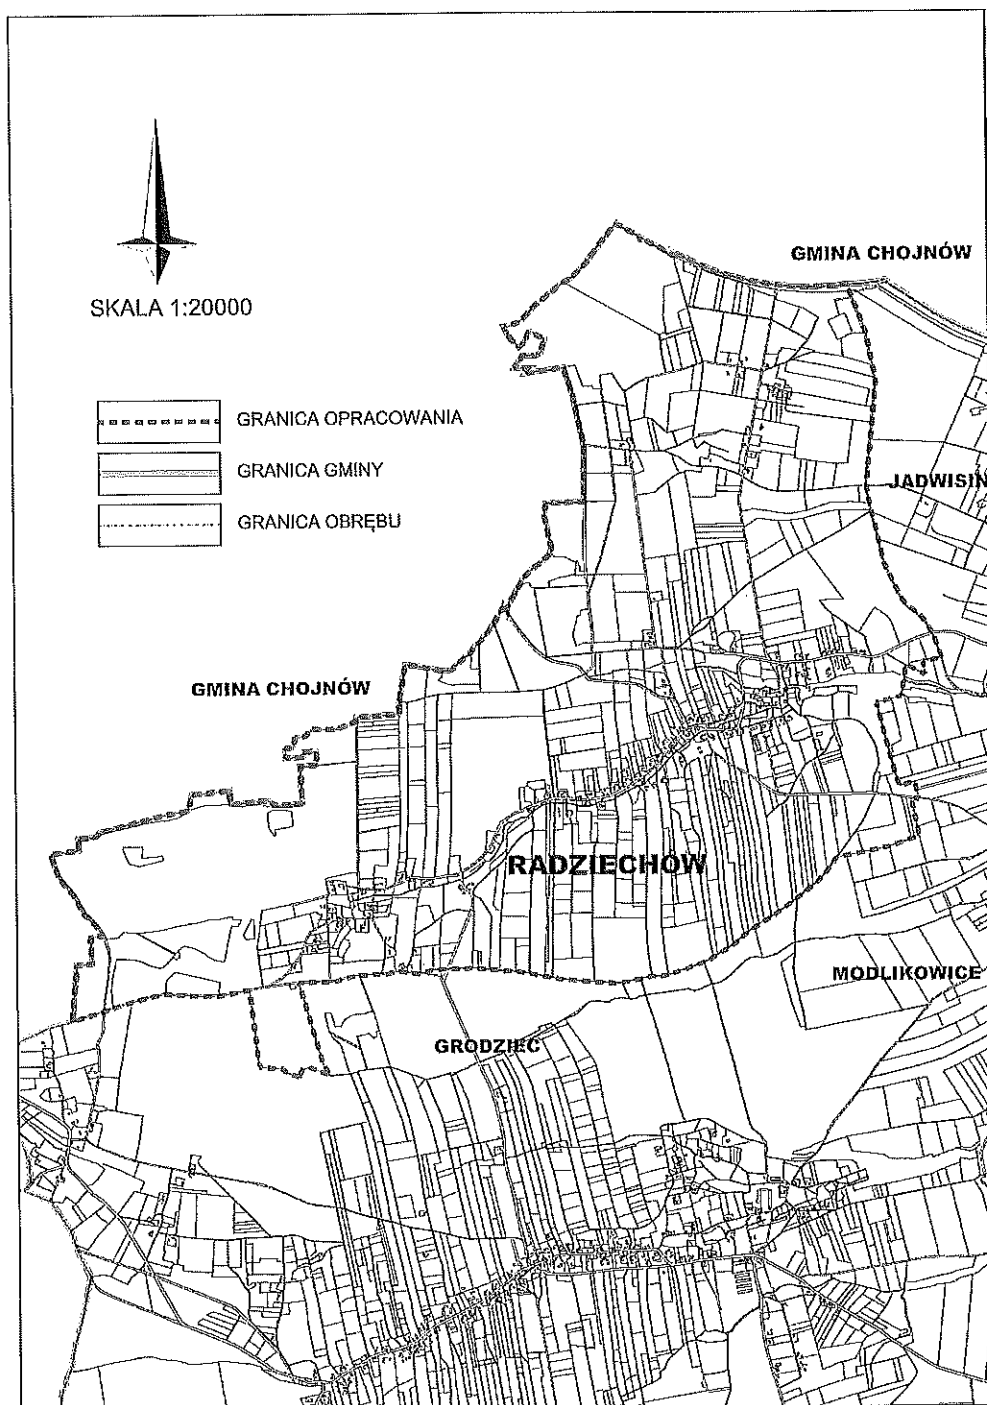 GMINA CHOJNÓW
SKALA 1:20000
GRANICA OPRACOWANIA
GRANICA GMINY
JADWISIN
GRANICA OBRĘBU
GMINA CHOJNÓW
RADZIECHÓW
MODLIKOWICE
GRODZIEC